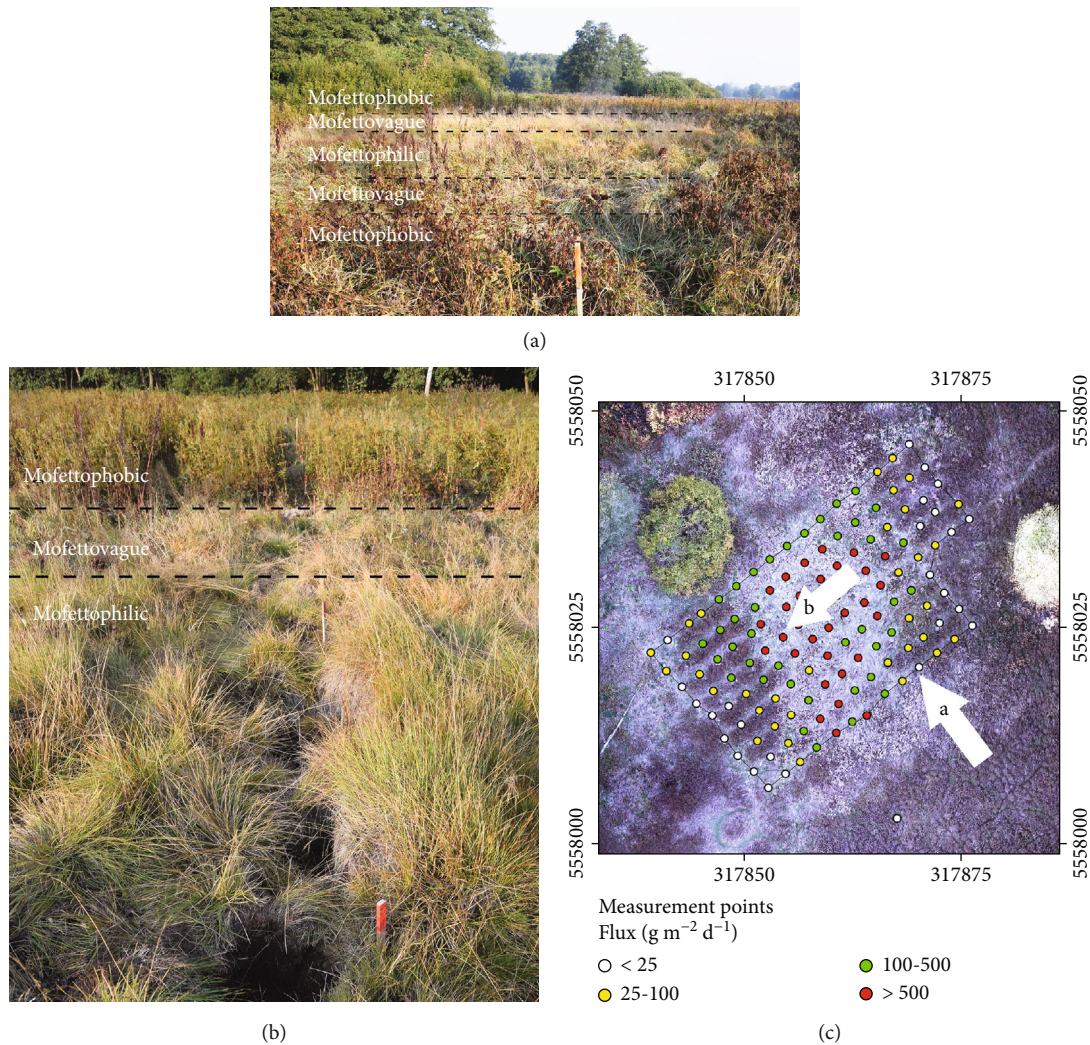 Mofettophobic
Mofettovague
Mofettophilic
Mofettovague
Mofettophobic
(a)
Mofettophobic
Mofettovague
Mofettophilic
(b)
317850 317875
5558050 5558050
5558025 5558025
5558000 5558000
b
a
317850 317875
Measurement points
Flux (g m⁻² d⁻¹)
< 25 100-500
25-100 > 500
(c)